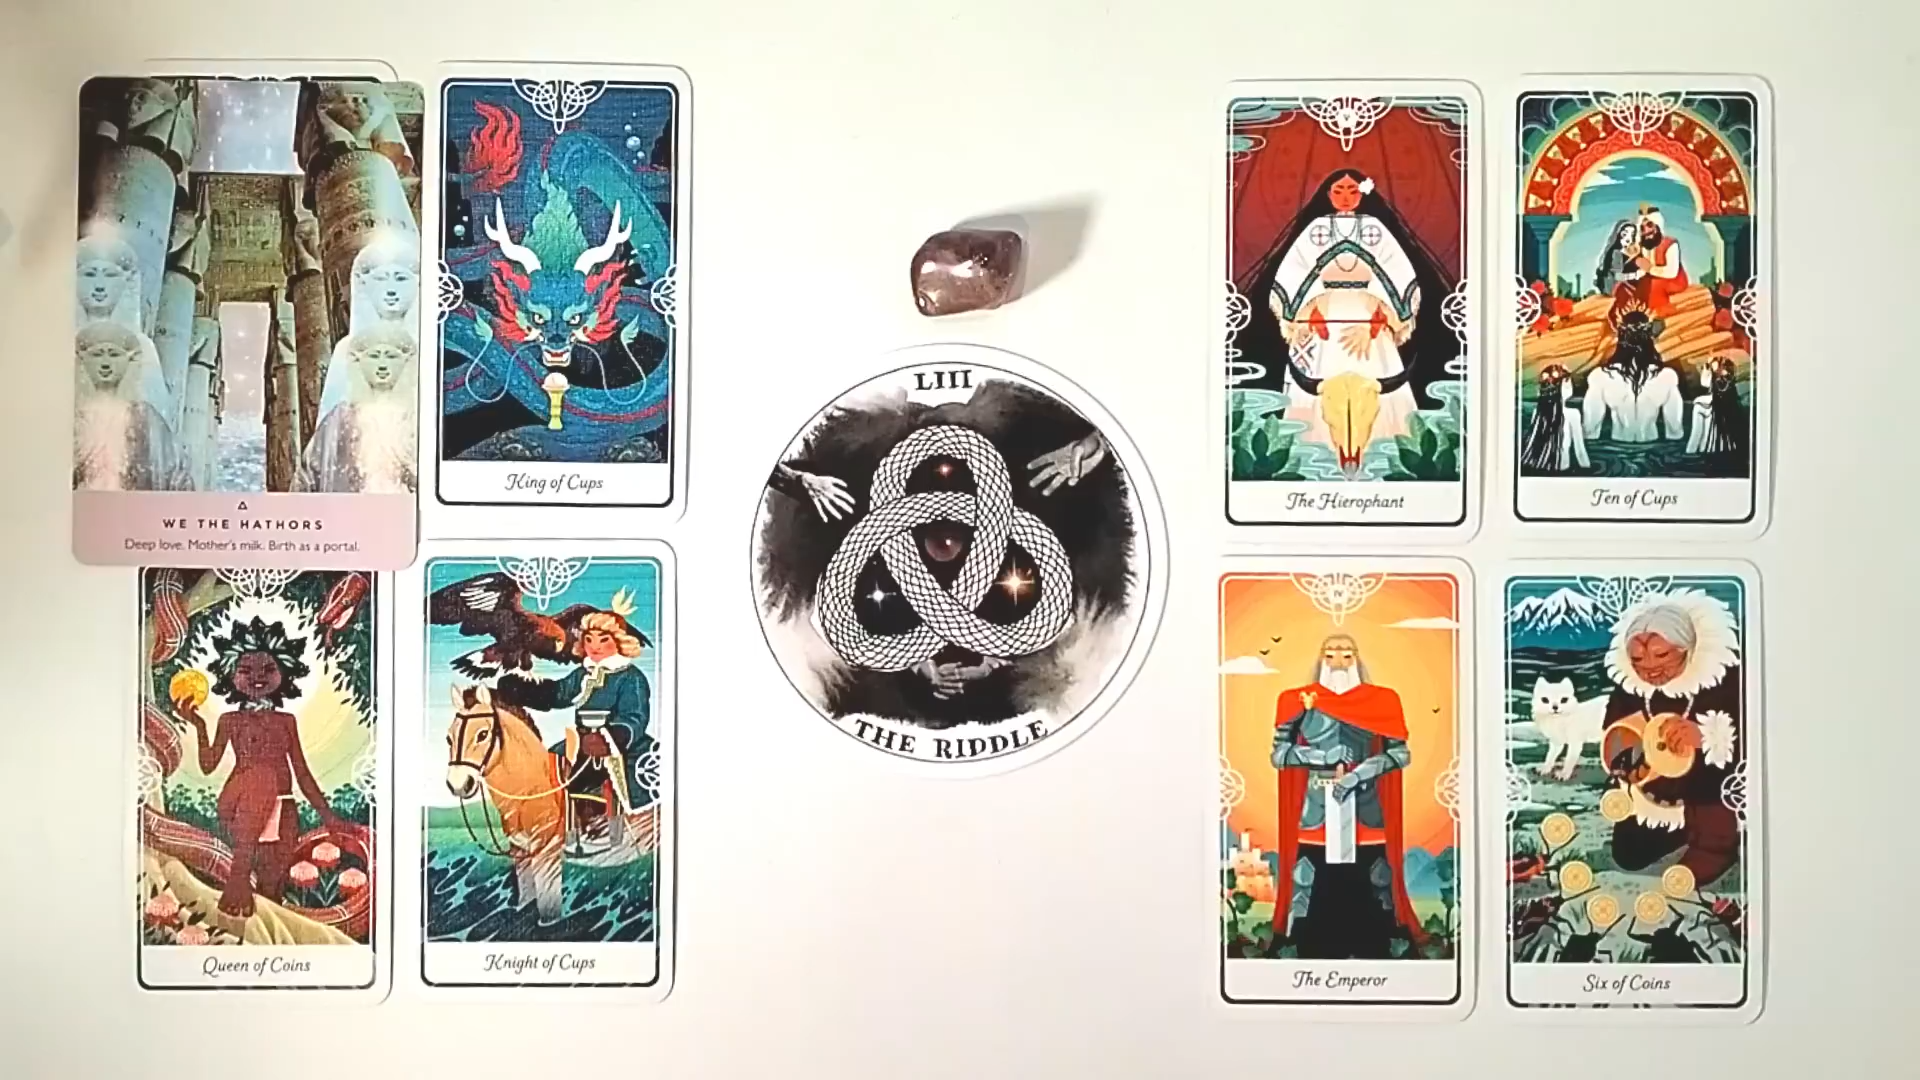 WE THE HATHORS
Deep love. Mother's milk. Birth as a portal.
King of Cups
Queen of Coins
Knight of Cups
LIII
THE RIDDLE
V
The Hierophant
Ten of Cups
IV
The Emperor
Six of Coins